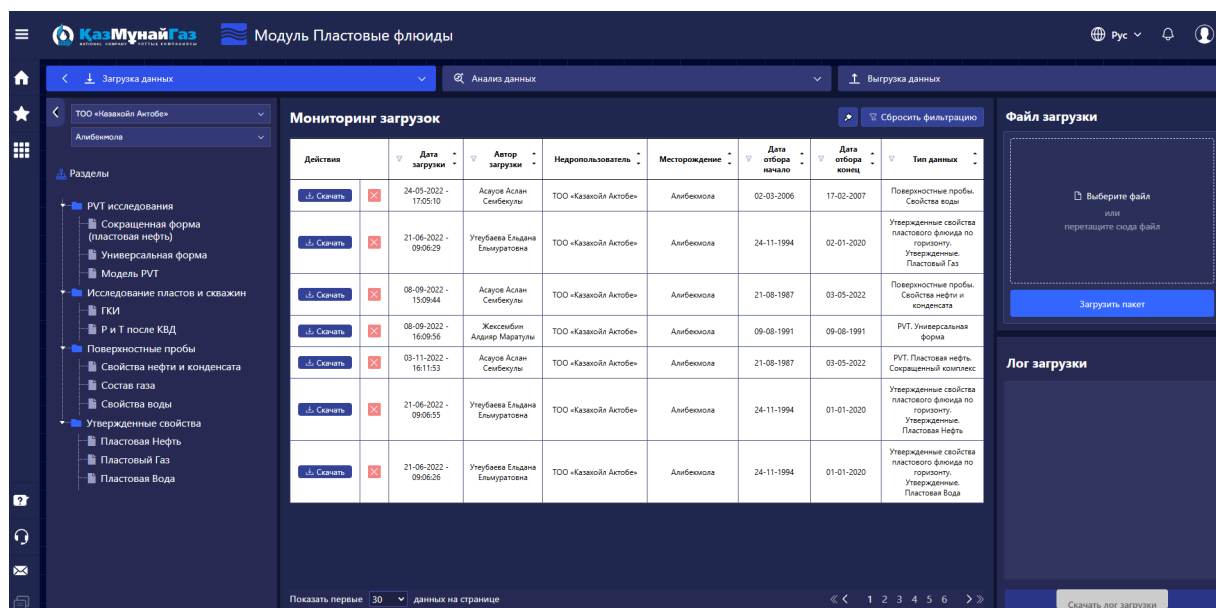 ҚазМұнайГаз
Модуль Пластовые флюиды
Рус
Загрузка данных
Анализ данных
Выгрузка данных
ТОО «Казахойл Актобе»
Алибекмола
Разделы
PVT исследования
Сокращенная форма
(пластовая нефть)
Универсальная форма
Модель PVT
Исследование пластов и скважин
ГКИ
Р и Т после КВД
Поверхностные пробы
Свойства нефти и конденсата
Состав газа
Свойства воды
Утвержденные свойства
Пластовая Нефть
Пластовый Газ
Пластовая Вода
Мониторинг загрузок
Сбросить фильтрацию
Действия
Дата
загрузки
Автор
загрузки
Недропользователь
Месторождение
Дата
отбора
начало
Дата
отбора
конец
Тип данных
Скачать
24-05-2022 -
17:05:10
Асауов Аслан
Сембекулы
ТОО «Казахойл Актобе»
Алибекмола
02-03-2006
17-02-2007
Поверхностные пробы.
Свойства воды
Скачать
21-06-2022 -
09:06:29
Утеубаева Ельдана
Ельмуратовна
ТОО «Казахойл Актобе»
Алибекмола
24-11-1994
02-01-2020
Утвержденные свойства
пластового флюида по
горизонту.
Утвержденные.
Пластовый Газ
Скачать
08-09-2022 -
15:09:44
Асауов Аслан
Сембекулы
ТОО «Казахойл Актобе»
Алибекмола
21-08-1987
03-05-2022
Поверхностные пробы.
Свойства нефти и
конденсата
Скачать
08-09-2022 -
16:09:56
Жексембин
Алдияр Маратулы
ТОО «Казахойл Актобе»
Алибекмола
09-08-1991
09-08-1991
PVT. Универсальная
форма
Скачать
03-11-2022 -
16:11:53
Асауов Аслан
Сембекулы
ТОО «Казахойл Актобе»
Алибекмола
21-08-1987
03-05-2022
PVT. Пластовая нефть.
Сокращенный комплекс
Скачать
21-06-2022 -
09:06:55
Утеубаева Ельдана
Ельмуратовна
ТОО «Казахойл Актобе»
Алибекмола
24-11-1994
01-01-2020
Утвержденные свойства
пластового флюида по
горизонту.
Утвержденные.
Пластовая Нефть
Скачать
21-06-2022 -
09:06:26
Утеубаева Ельдана
Ельмуратовна
ТОО «Казахойл Актобе»
Алибекмола
24-11-1994
01-01-2020
Утвержденные свойства
пластового флюида по
горизонту.
Утвержденные.
Пластовая Вода
Показать первые 30 данных на странице
1 2 3 4 5 6
Файл загрузки
Выберите файл
или
перетащите сюда файл
Загрузить пакет
Лог загрузки
Скачать лог загрузки